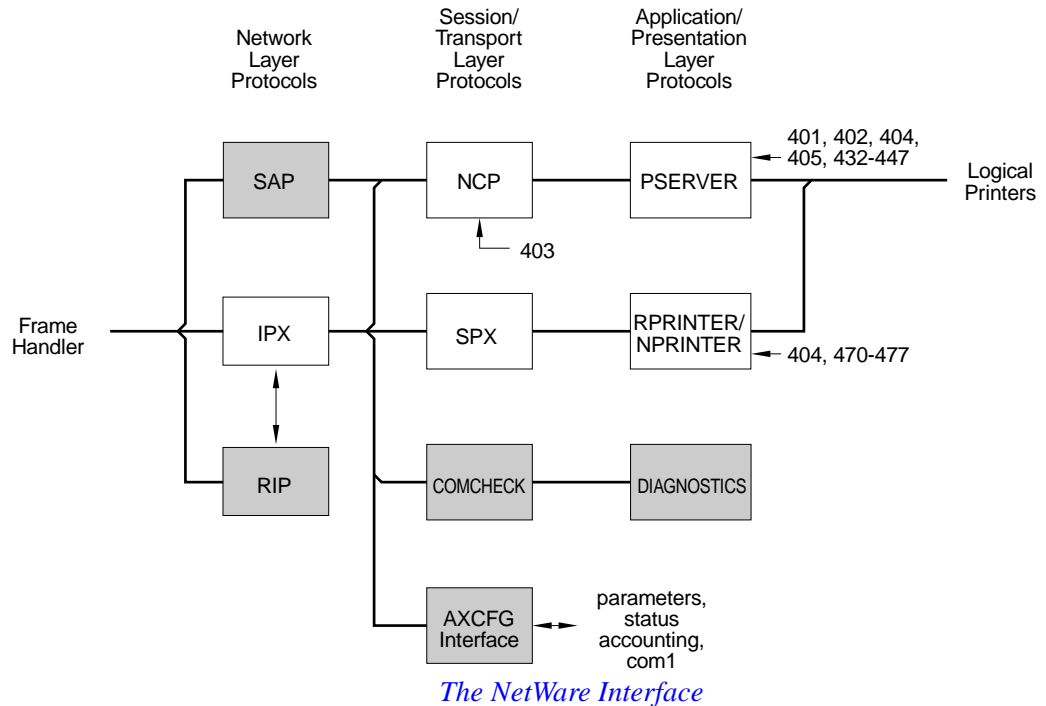 Network
Layer
Protocols
Session/
Transport
Layer
Protocols
Application/
Presentation
Layer
Protocols
SAP
NCP
PSERVER
401, 402, 404,
405, 432-447
Logical
Printers
403
Frame
Handler
IPX
SPX
RPRINTER/
NPRINTER
404, 470-477
RIP
COMCHECK
DIAGNOSTICS
AXCFG
Interface
parameters,
status
accounting,
com1
The NetWare Interface